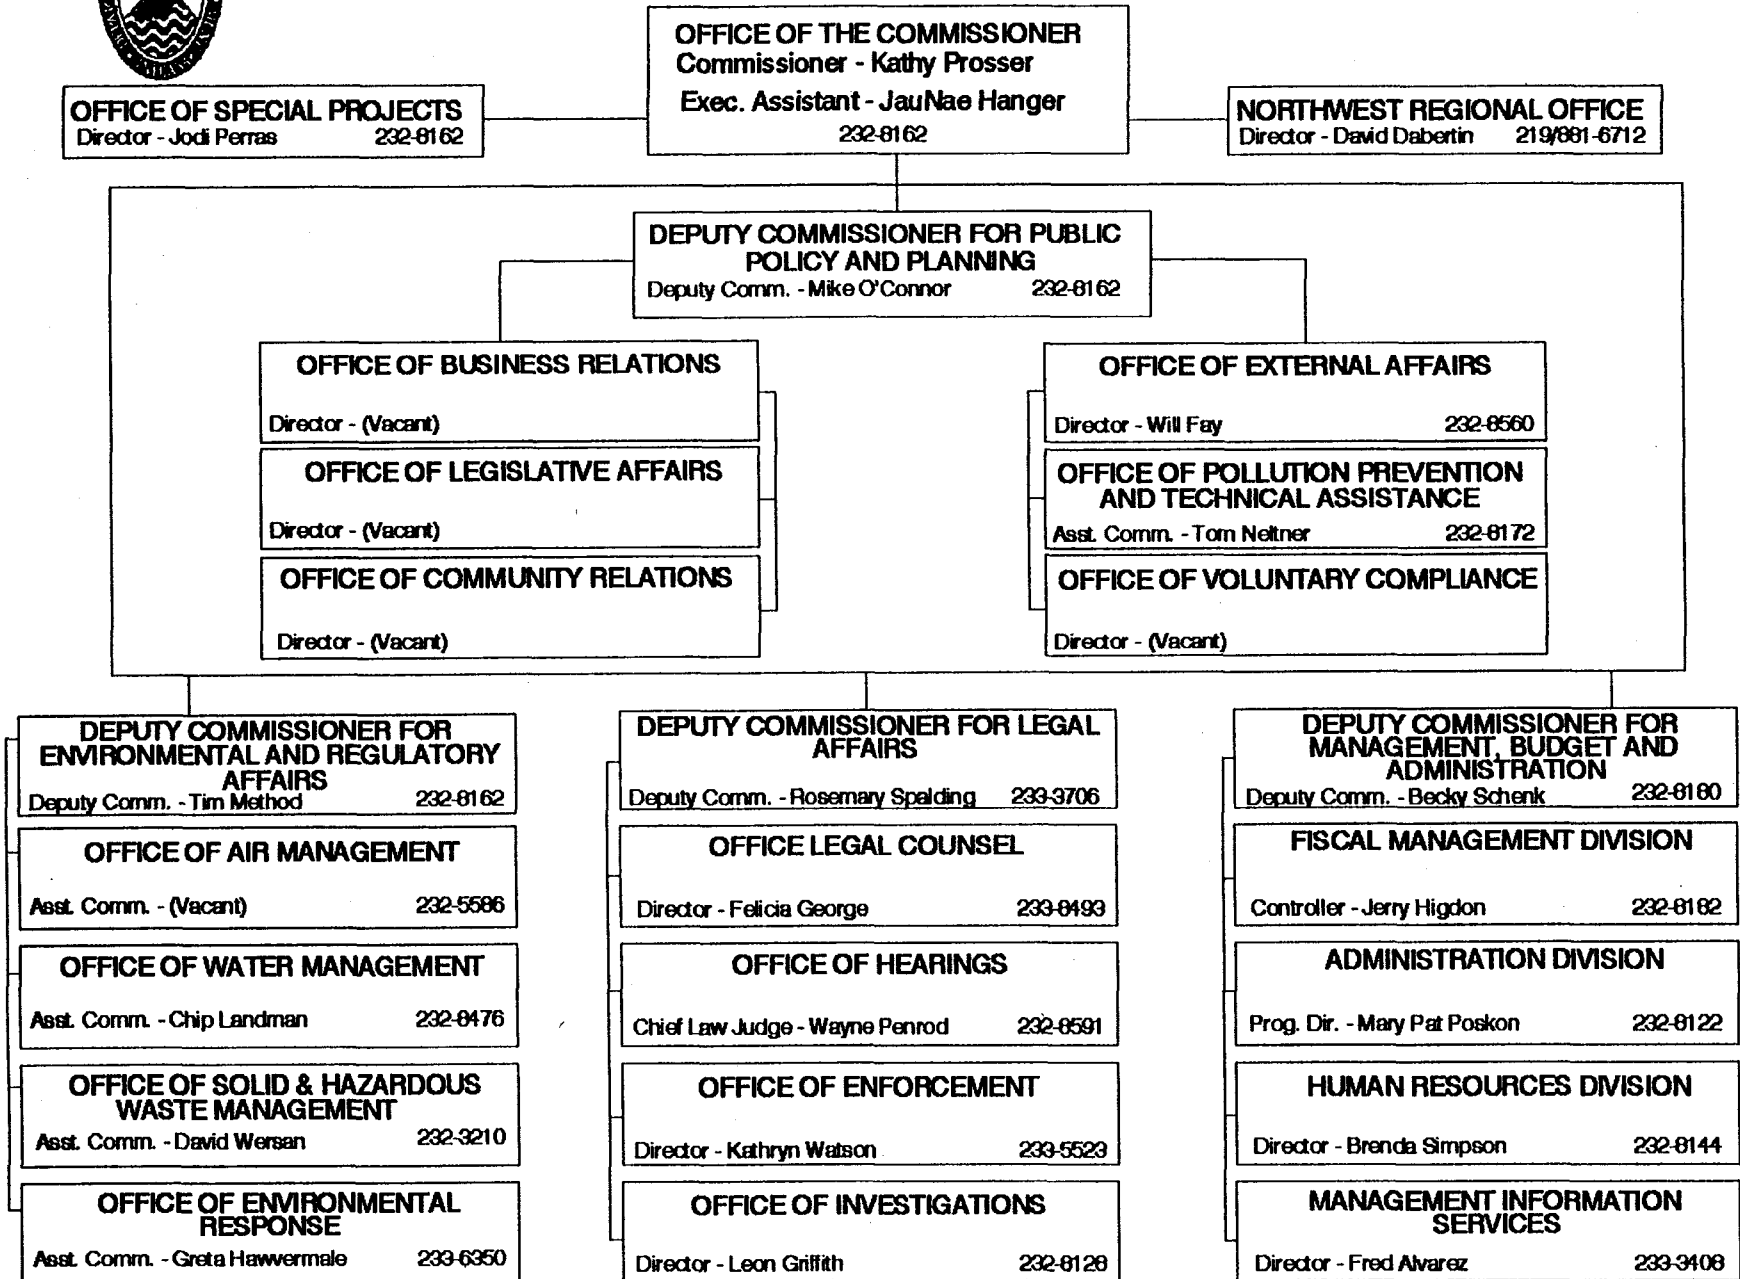 OFFICE OF THE COMMISSIONER
Commissioner - Kathy Prosser
Exec. Assistant - JauNae Hanger
232-8162
OFFICE OF SPECIAL PROJECTS
Director - Jodi Perras 232-8162
NORTHWEST REGIONAL OFFICE
Director - David Dabertin 219/881-6712
DEPUTY COMMISSIONER FOR PUBLIC
POLICY AND PLANNING
Deputy Comm. - Mike O'Connor 232-8162
OFFICE OF BUSINESS RELATIONS
Director - (Vacant)
OFFICE OF LEGISLATIVE AFFAIRS
Director - (Vacant)
OFFICE OF COMMUNITY RELATIONS
Director - (Vacant)
OFFICE OF EXTERNAL AFFAIRS
Director - Will Fay 232-8560
OFFICE OF POLLUTION PREVENTION
AND TECHNICAL ASSISTANCE
Asst. Comm. - Tom Neltner 232-8172
OFFICE OF VOLUNTARY COMPLIANCE
Director - (Vacant)
DEPUTY COMMISSIONER FOR
ENVIRONMENTAL AND REGULATORY
AFFAIRS
Deputy Comm. - Tim Method 232-8162
OFFICE OF AIR MANAGEMENT
Asst. Comm. - (Vacant) 232-5586
OFFICE OF WATER MANAGEMENT
Asst. Comm. - Chip Landman 232-8476
OFFICE OF SOLID & HAZARDOUS
WASTE MANAGEMENT
Asst. Comm. - David Wersan 232-3210
OFFICE OF ENVIRONMENTAL
RESPONSE
Asst. Comm. - Greta Hawvermale 233-6350
DEPUTY COMMISSIONER FOR LEGAL
AFFAIRS
Deputy Comm. - Rosemary Spalding 233-3706
OFFICE LEGAL COUNSEL
Director - Felicia George 233-8493
OFFICE OF HEARINGS
Chief Law Judge - Wayne Penrod 232-8591
OFFICE OF ENFORCEMENT
Director - Kathryn Watson 233-5523
OFFICE OF INVESTIGATIONS
Director - Leon Griffith 232-8128
DEPUTY COMMISSIONER FOR
MANAGEMENT, BUDGET AND
ADMINISTRATION
Deputy Comm. - Becky Schenk 232-8180
FISCAL MANAGEMENT DIVISION
Controller - Jerry Higdon 232-8182
ADMINISTRATION DIVISION
Prog. Dir. - Mary Pat Poskon 232-8122
HUMAN RESOURCES DIVISION
Director - Brenda Simpson 232-8144
MANAGEMENT INFORMATION
SERVICES
Director - Fred Alvarez 233-3408